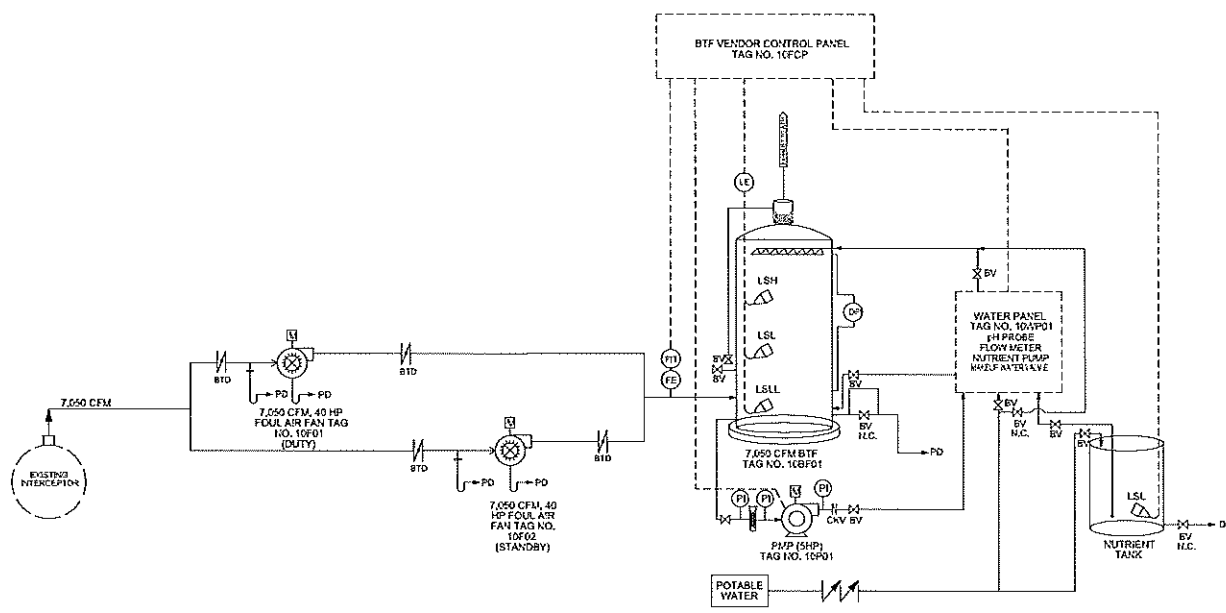 BTF VENDOR CONTROL PANEL
TAG NO. 10FCP
LE
LSH
LSL
LSLL
DP
BV
BV
BV
BV
WATER PANEL
TAG NO. 10WP01
pH PROBE
FLOW METER
NUTRIENT PUMP
MAKEUP WATER VALVE
M
BTD
BTD
PD
PD
7,050 CFM
7,050 CFM, 40 HP
FOUL AIR FAN TAG
NO. 10F01
(DUTY)
FIT
FE
M
BTD
BTD
PD
PD
7,050 CFM, 40
HP FOUL AIR
FAN TAG NO.
10F02
(STANDBY)
EXISTING
INTERCEPTOR
BV
N.C.
PD
7,050 CFM BTF
TAG NO. 10BF01
PI
PI
M
PI
CKV
BV
PMP (5HP)
TAG NO. 10P01
BV
BV
N.C.
BV
BV
LSL
NUTRIENT
TANK
BV
N.C.
D
POTABLE
WATER